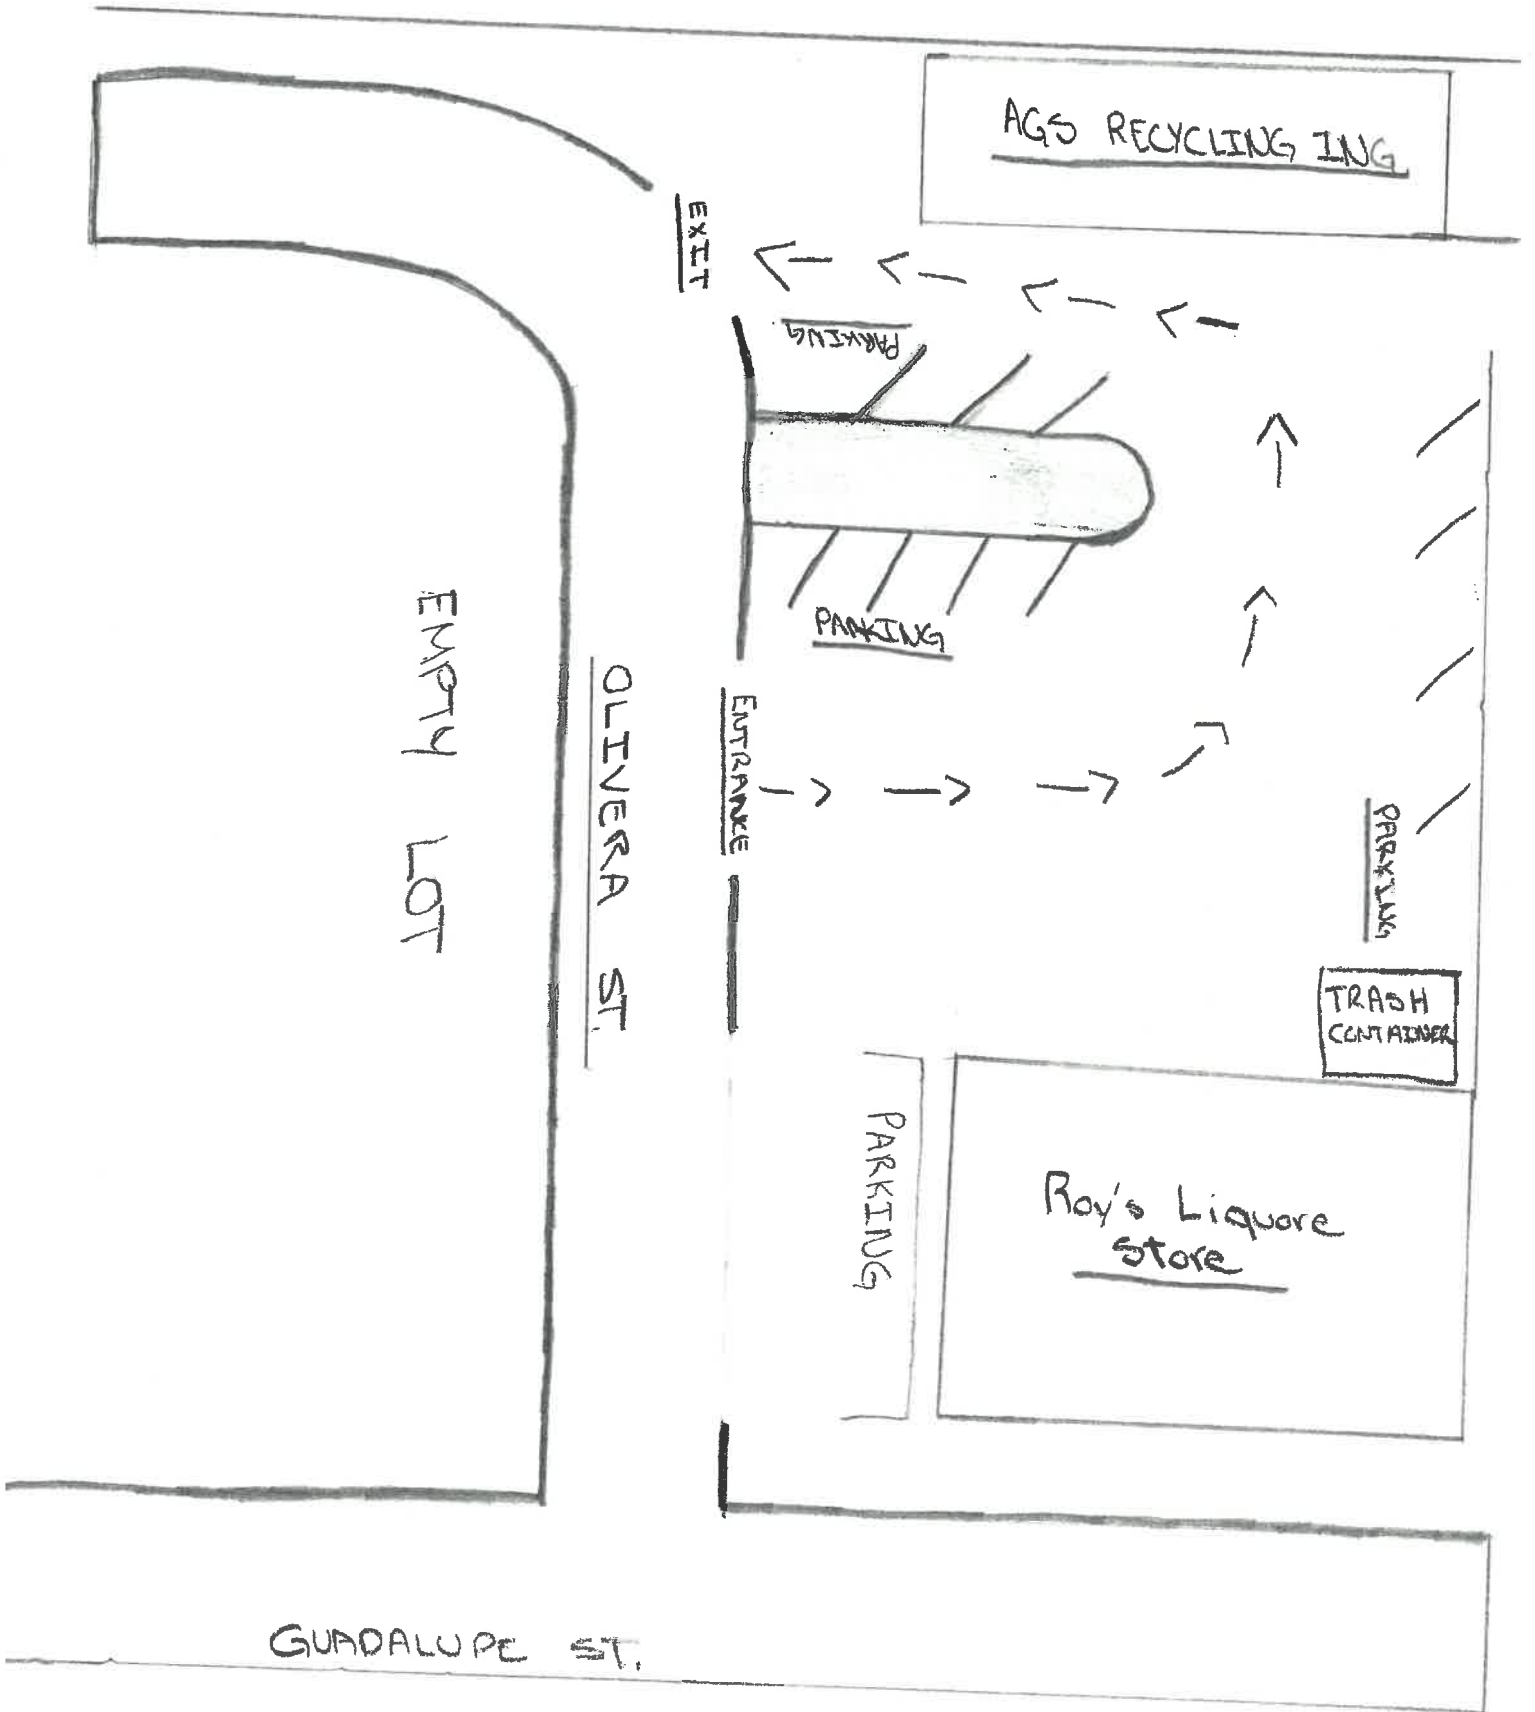 AGS RECYCLING ING
EXIT
PARKING
PARKING
ENTRANCE
OLIVERA ST.
EMPTY LOT
PARKING
TRASH
CONTAINER
PARKING
Roy's Liquore
Store
GUADALUPE ST.